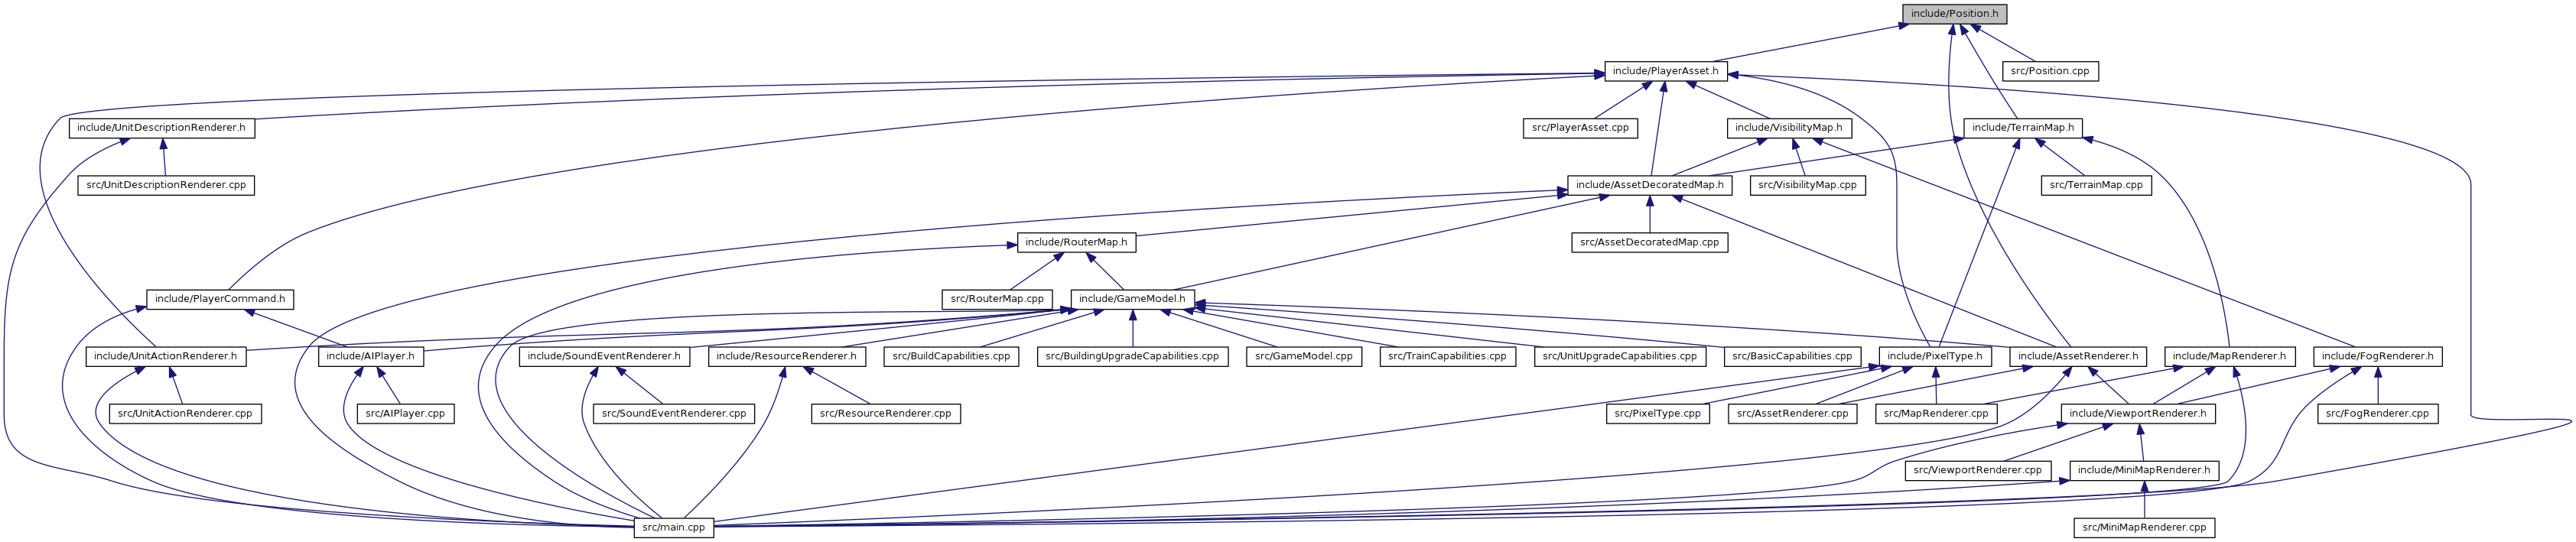 include/Position.h
include/PlayerAsset.h
src/Position.cpp
include/UnitDescriptionRenderer.h
src/PlayerAsset.cpp
include/VisibilityMap.h
include/TerrainMap.h
src/UnitDescriptionRenderer.cpp
include/AssetDecoratedMap.h
src/VisibilityMap.cpp
src/TerrainMap.cpp
include/RouterMap.h
src/AssetDecoratedMap.cpp
include/PlayerCommand.h
src/RouterMap.cpp
include/GameModel.h
include/UnitActionRenderer.h
include/AIPlayer.h
include/SoundEventRenderer.h
include/ResourceRenderer.h
src/BuildCapabilities.cpp
src/BuildingUpgradeCapabilities.cpp
src/GameModel.cpp
src/TrainCapabilities.cpp
src/UnitUpgradeCapabilities.cpp
src/BasicCapabilities.cpp
include/PixelType.h
include/AssetRenderer.h
include/MapRenderer.h
include/FogRenderer.h
src/UnitActionRenderer.cpp
src/AIPlayer.cpp
src/SoundEventRenderer.cpp
src/ResourceRenderer.cpp
src/PixelType.cpp
src/AssetRenderer.cpp
src/MapRenderer.cpp
include/ViewportRenderer.h
src/FogRenderer.cpp
src/ViewportRenderer.cpp
include/MiniMapRenderer.h
src/main.cpp
src/MiniMapRenderer.cpp